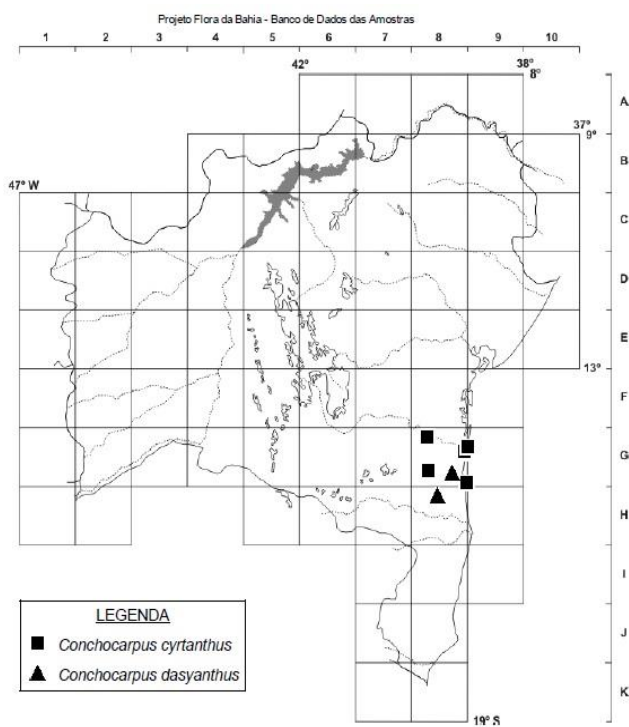 Projeto Flora da Bahia - Banco de Dados das Amostras
1 2 3 4 5 6 7 8 9 10
42° 38°
8°
A
37°
9°
B
47° W
C
D
E
13°
F
G
H
I
LEGENDA
J
Conchocarpus cyrtanthus
Conchocarpus dasyanthus
K
19° S